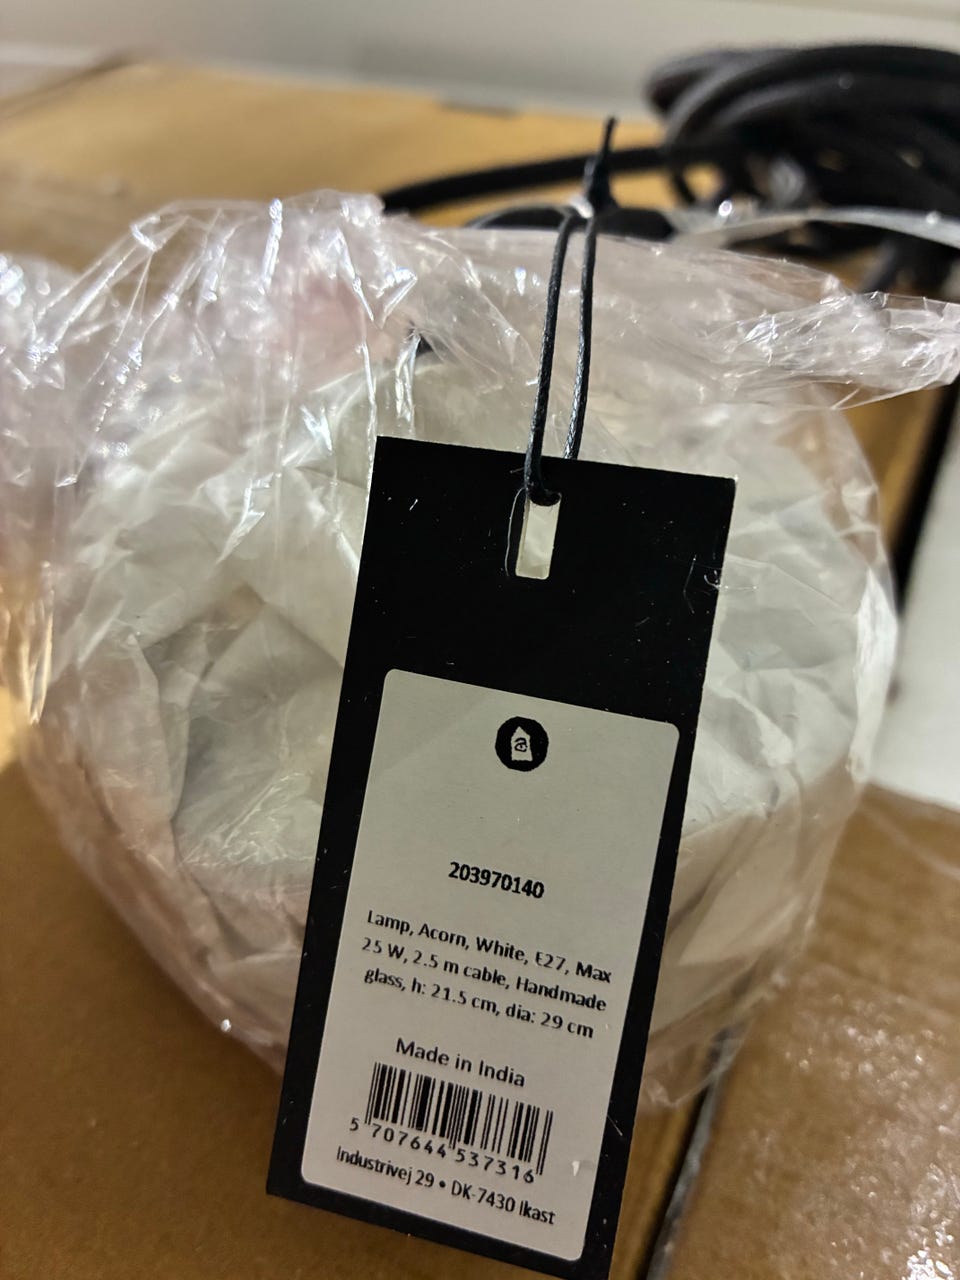 a
203970140
Lamp, Acorn, White, E27, Max
25 W, 2.5 m cable, Handmade
glass, h: 21.5 cm, dia: 29 cm
Made in India
5 707644 537316
Industrivej 29 • DK-7430 Ikast